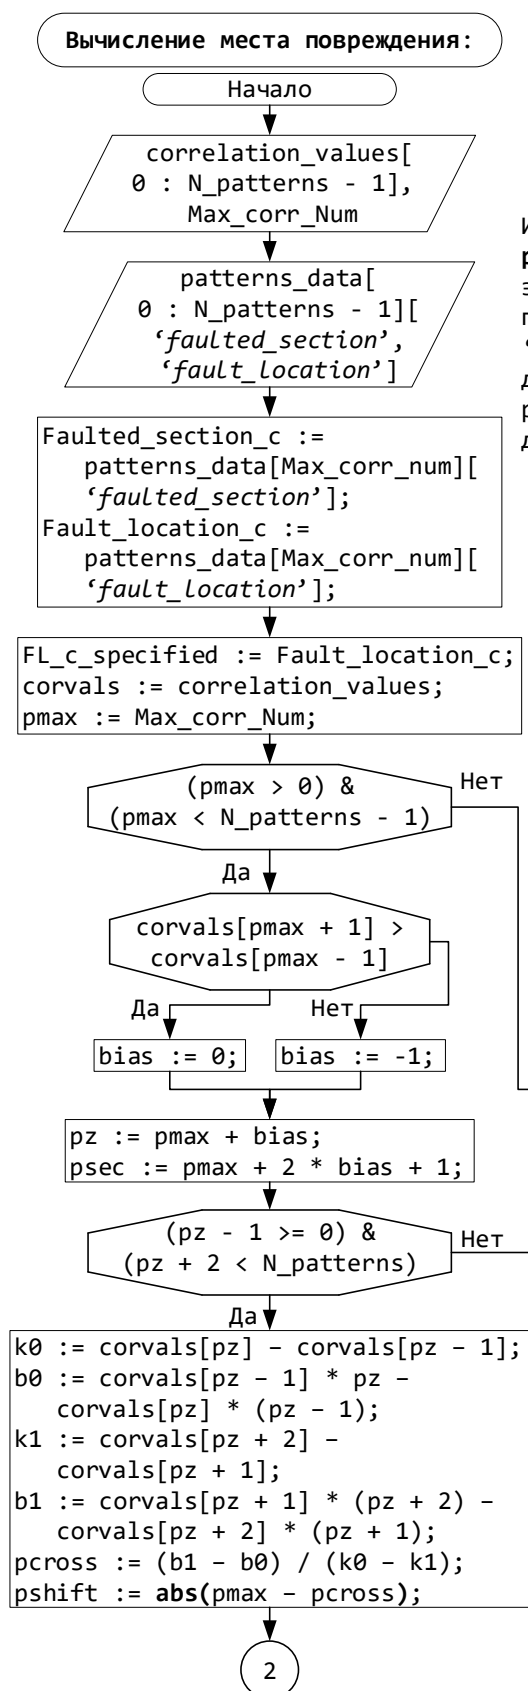 Вычисление места повреждения:
Начало
correlation_values[
0 : N_patterns - 1],
Max_corr_Num
patterns_data[
0 : N_patterns - 1][
‘faulted_section’,
‘fault_location’]
Faulted_section_c :=
patterns_data[Max_corr_num][
‘faulted_section’];
Fault_location_c :=
patterns_data[Max_corr_num][
‘fault_location’];
FL_c_specified := Fault_location_c;
corvals := correlation_values;
pmax := Max_corr_Num;
(pmax > 0) &
(pmax < N_patterns - 1)
Нет
Да
corvals[pmax + 1] >
corvals[pmax - 1]
Да
Нет
bias := 0;
bias := -1;
pz := pmax + bias;
psec := pmax + 2 * bias + 1;
(pz - 1 >= 0) &
(pz + 2 < N_patterns)
Нет
Да
k0 := corvals[pz] – corvals[pz – 1];
b0 := corvals[pz – 1] * pz –
corvals[pz] * (pz – 1);
k1 := corvals[pz + 2] –
corvals[pz + 1];
b1 := corvals[pz + 1] * (pz + 2) –
corvals[pz + 2] * (pz + 1);
pcross := (b1 – b0) / (k0 – k1);
pshift := abs(pmax – pcross);
2